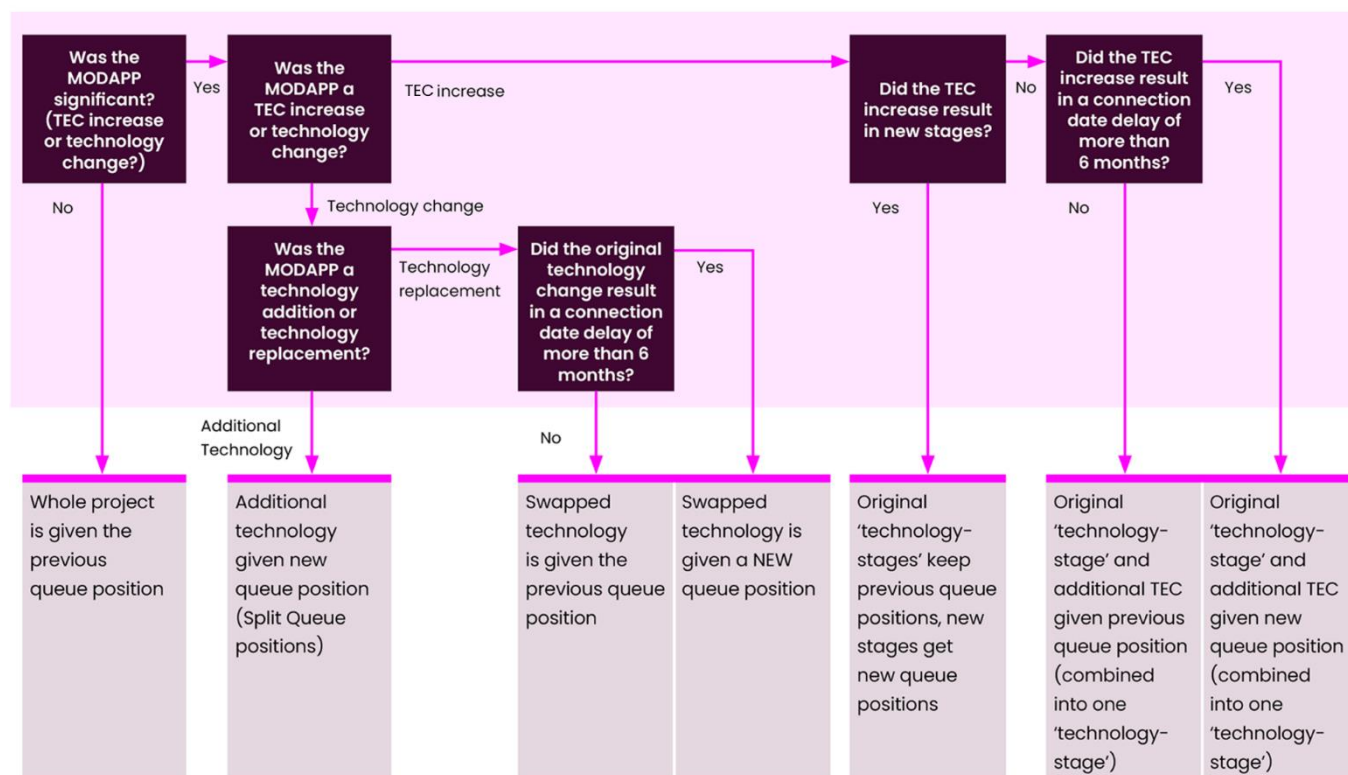 Was the
MODAPP
significant?
(TEC increase
or technology
change?)
Yes
Was the
MODAPP a
TEC increase
or technology
change?
TEC increase
Did the TEC
increase result
in new stages?
No
Did the TEC
increase result
in a connection
date delay of
more than
6 months?
Yes
No
Technology change
Yes
No
Was the
MODAPP a
technology
addition or
technology
replacement?
Technology
replacement
Did the original
technology
change result
in a connection
date delay of
more than 6
months?
Yes
Additional
Technology
No
Whole project
is given the
previous
queue position
Additional
technology
given new
queue position
(Split Queue
positions)
Swapped
technology
is given the
previous queue
position
Swapped
technology is
given a NEW
queue position
Original
‘technology-
stages’ keep
previous queue
positions, new
stages get
new queue
positions
Original
‘technology-
stage’ and
additional TEC
given previous
queue position
(combined
into one
‘technology-
stage’)
Original
‘technology-
stage’ and
additional TEC
given new
queue position
(combined
into one
‘technology-
stage’)